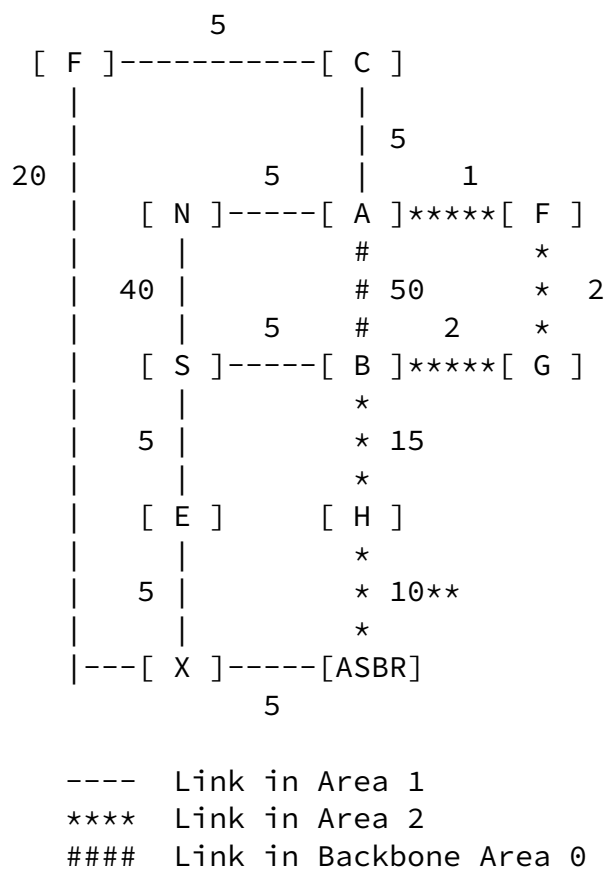 5
[ F ]-----------[ C ]
| |
| | 5
20 | 5 | 1
| [ N ]-----[ A ]*****[ F ]
| | # *
| 40 | # 50 * 2
| | 5 # 2 *
| [ S ]-----[ B ]*****[ G ]
| | *
| 5 | * 15
| | *
| [ E ] [ H ]
| | *
| 5 | * 10**
| | *
|---[ X ]-----[ASBR]
5
---- Link in Area 1
**** Link in Area 2
#### Link in Backbone Area 0